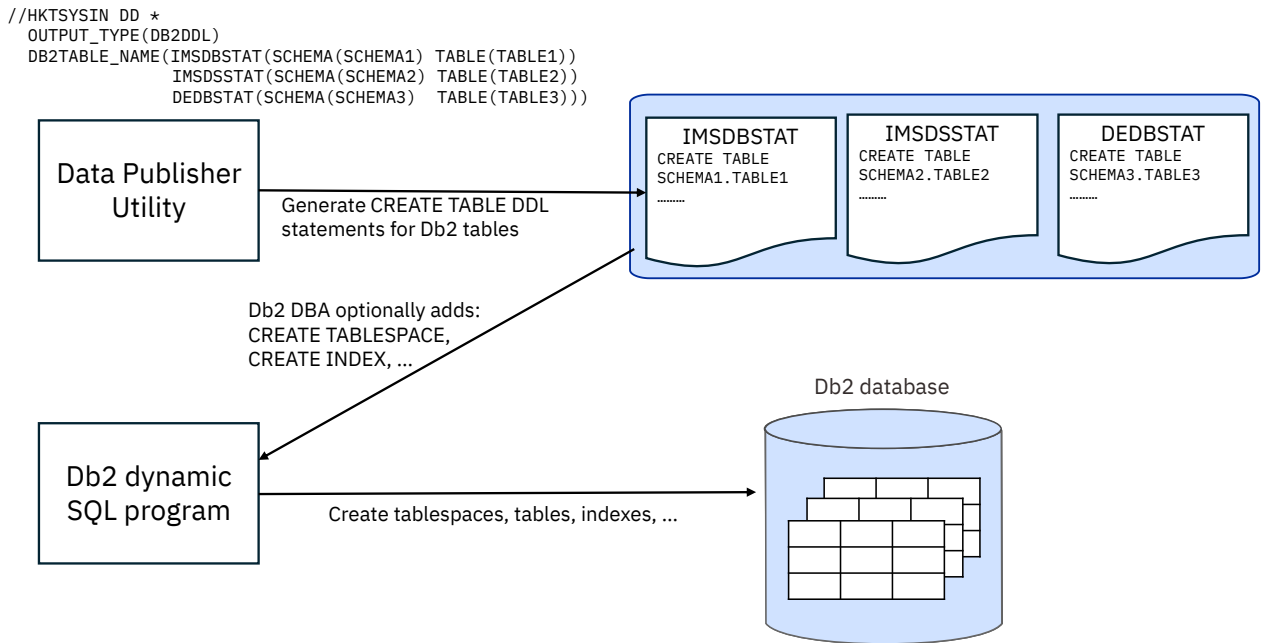 //HKTSYSIN DD *
OUTPUT_TYPE(DB2DDL)
DB2TABLE_NAME(IMSDBSTAT(SCHEMA(SCHEMA1) TABLE(TABLE1))
IMSDSSTAT(SCHEMA(SCHEMA2) TABLE(TABLE2))
DEDBSTAT(SCHEMA(SCHEMA3) TABLE(TABLE3)))
Data Publisher
Utility
Generate CREATE TABLE DDL
statements for Db2 tables
IMSDBSTAT
CREATE TABLE
SCHEMA1.TABLE1
………
IMSDSSTAT
CREATE TABLE
SCHEMA2.TABLE2
………
DEDBSTAT
CREATE TABLE
SCHEMA3.TABLE3
………
Db2 DBA optionally adds:
CREATE TABLESPACE,
CREATE INDEX, ...
Db2 dynamic
SQL program
Create tablespaces, tables, indexes, ...
Db2 database